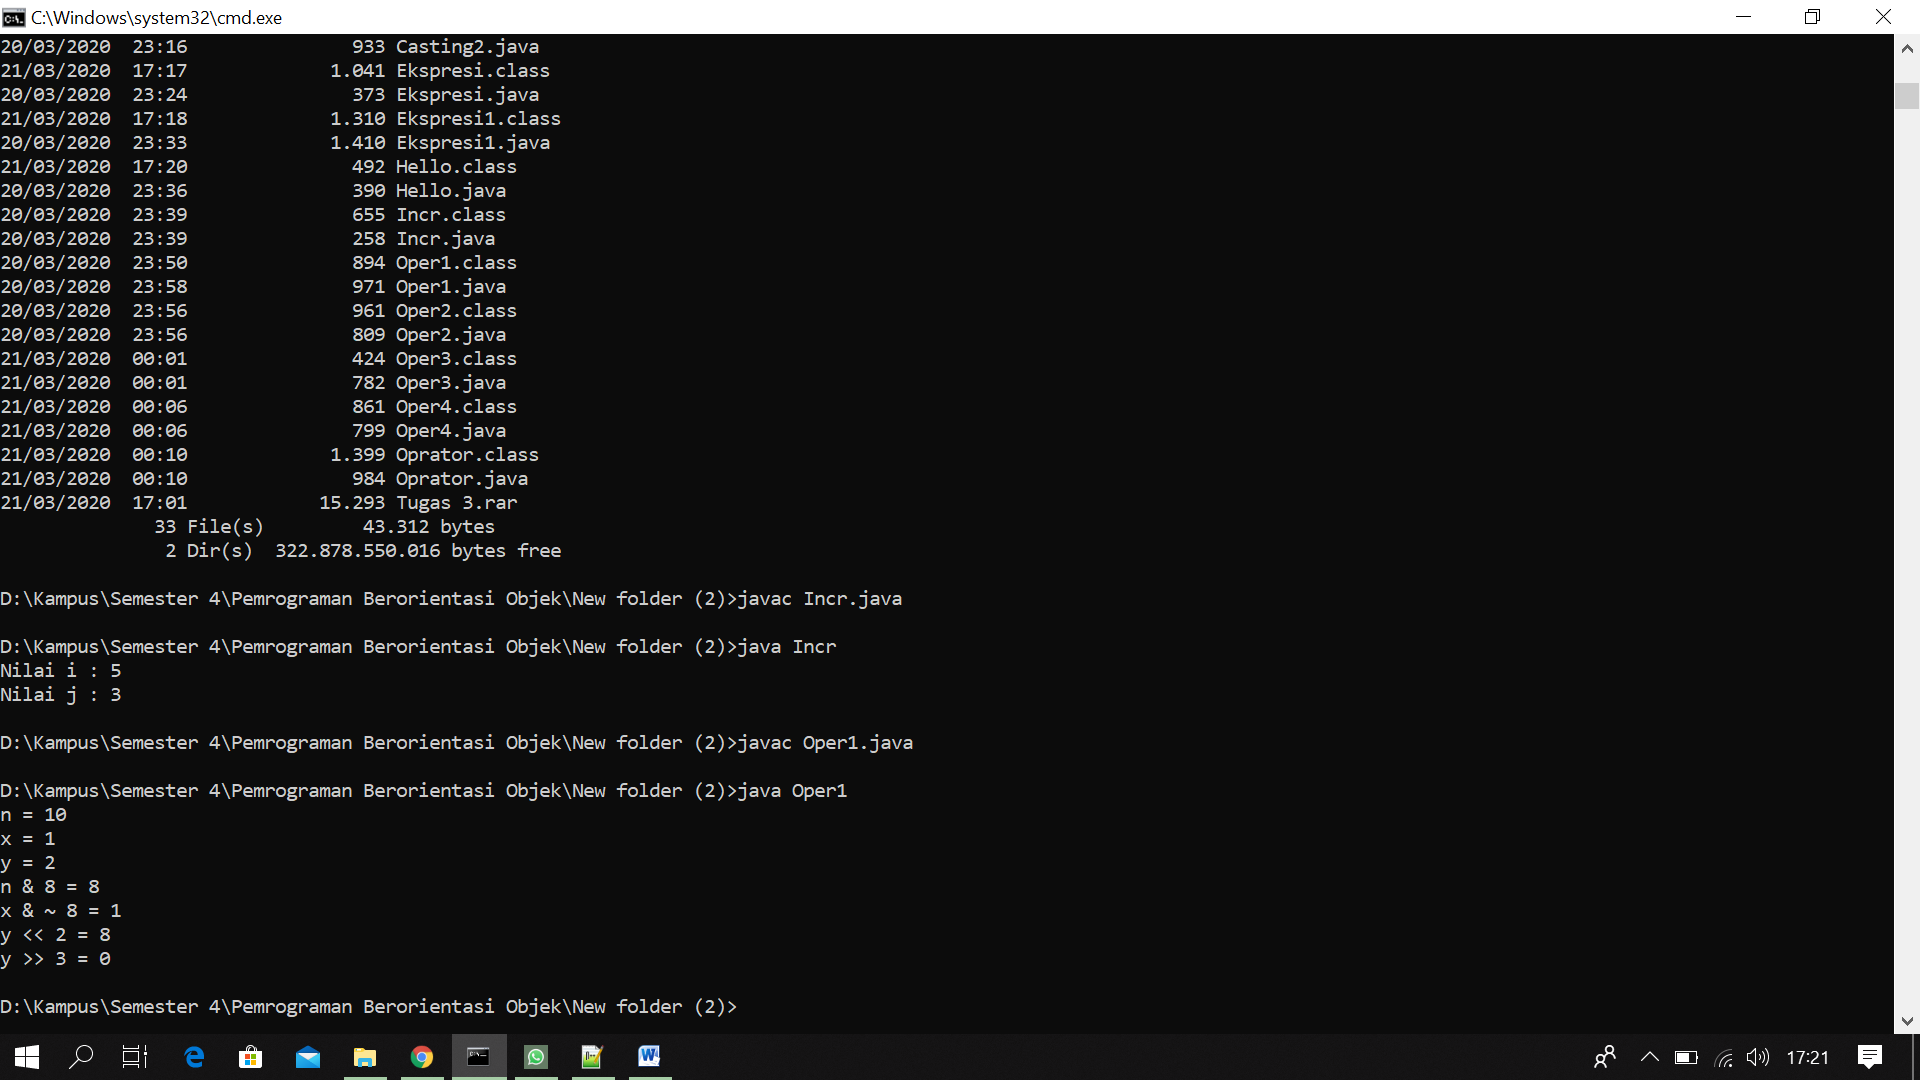 C:\Windows\system32\cmd.exe
20/03/2020  23:16               933 Casting2.java
21/03/2020  17:17             1.041 Ekspresi.class
20/03/2020  23:24               373 Ekspresi.java
21/03/2020  17:18             1.310 Ekspresi1.class
20/03/2020  23:33             1.410 Ekspresi1.java
21/03/2020  17:20               492 Hello.class
20/03/2020  23:36               390 Hello.java
20/03/2020  23:39               655 Incr.class
20/03/2020  23:39               258 Incr.java
20/03/2020  23:50               894 Oper1.class
20/03/2020  23:58               971 Oper1.java
20/03/2020  23:56               961 Oper2.class
20/03/2020  23:56               809 Oper2.java
21/03/2020  00:01               424 Oper3.class
21/03/2020  00:01               782 Oper3.java
21/03/2020  00:06               861 Oper4.class
21/03/2020  00:06               799 Oper4.java
21/03/2020  00:10             1.399 Oprator.class
21/03/2020  00:10               984 Oprator.java
21/03/2020  17:01            15.293 Tugas 3.rar
              33 File(s)         43.312 bytes
               2 Dir(s)  322.878.550.016 bytes free
D:\Kampus\Semester 4\Pemrograman Berorientasi Objek\New folder (2)>javac Incr.java
D:\Kampus\Semester 4\Pemrograman Berorientasi Objek\New folder (2)>java Incr
Nilai i : 5
Nilai j : 3
D:\Kampus\Semester 4\Pemrograman Berorientasi Objek\New folder (2)>javac Oper1.java
D:\Kampus\Semester 4\Pemrograman Berorientasi Objek\New folder (2)>java Oper1
n = 10
x = 1
y = 2
n & 8 = 8
x & ~ 8 = 1
y << 2 = 8
y >> 3 = 0
D:\Kampus\Semester 4\Pemrograman Berorientasi Objek\New folder (2)>
17:21